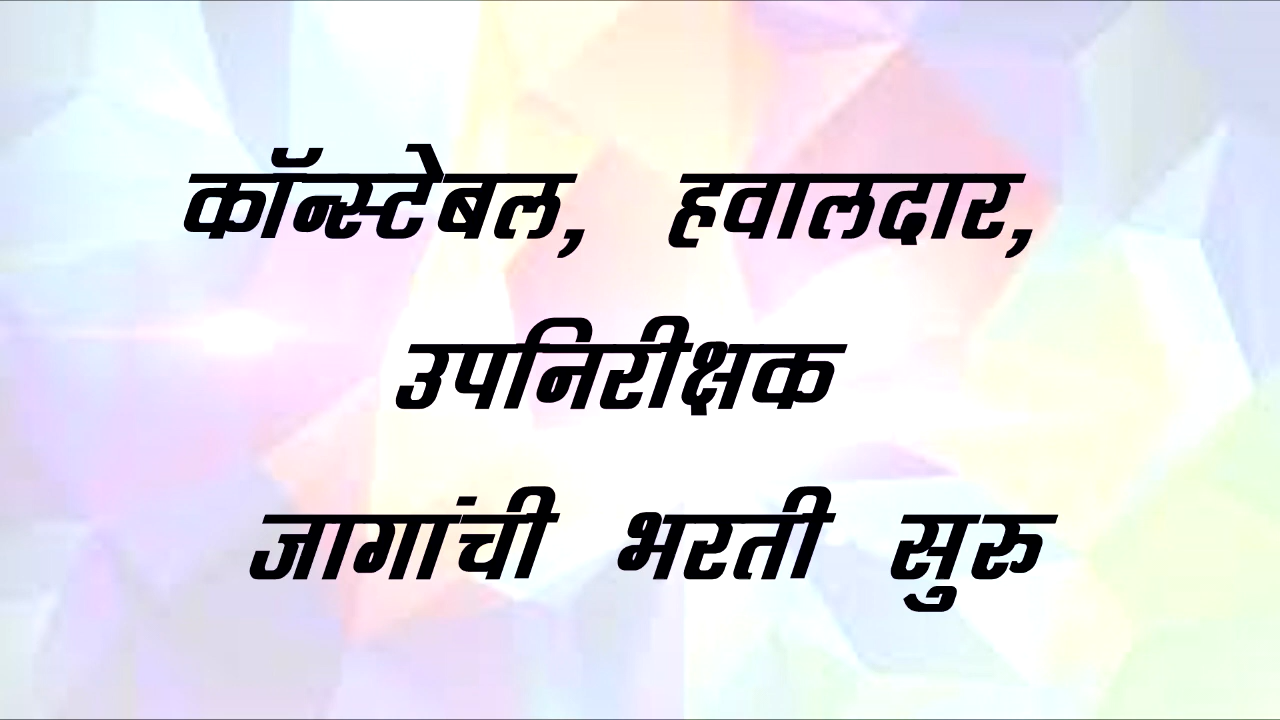 कॉन्स्टेबल, हवालदार,
उपनिरीक्षक
जागांची भरती सुरू